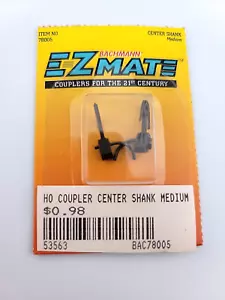 ITEM NO
CENTER SHANK
78005
Medium
BACHMANN
E-Z MATE
COUPLERS FOR THE 21ST CENTURY
HO COUPLER CENTER SHANK MEDIUM
$0.98
53563
BAC78005